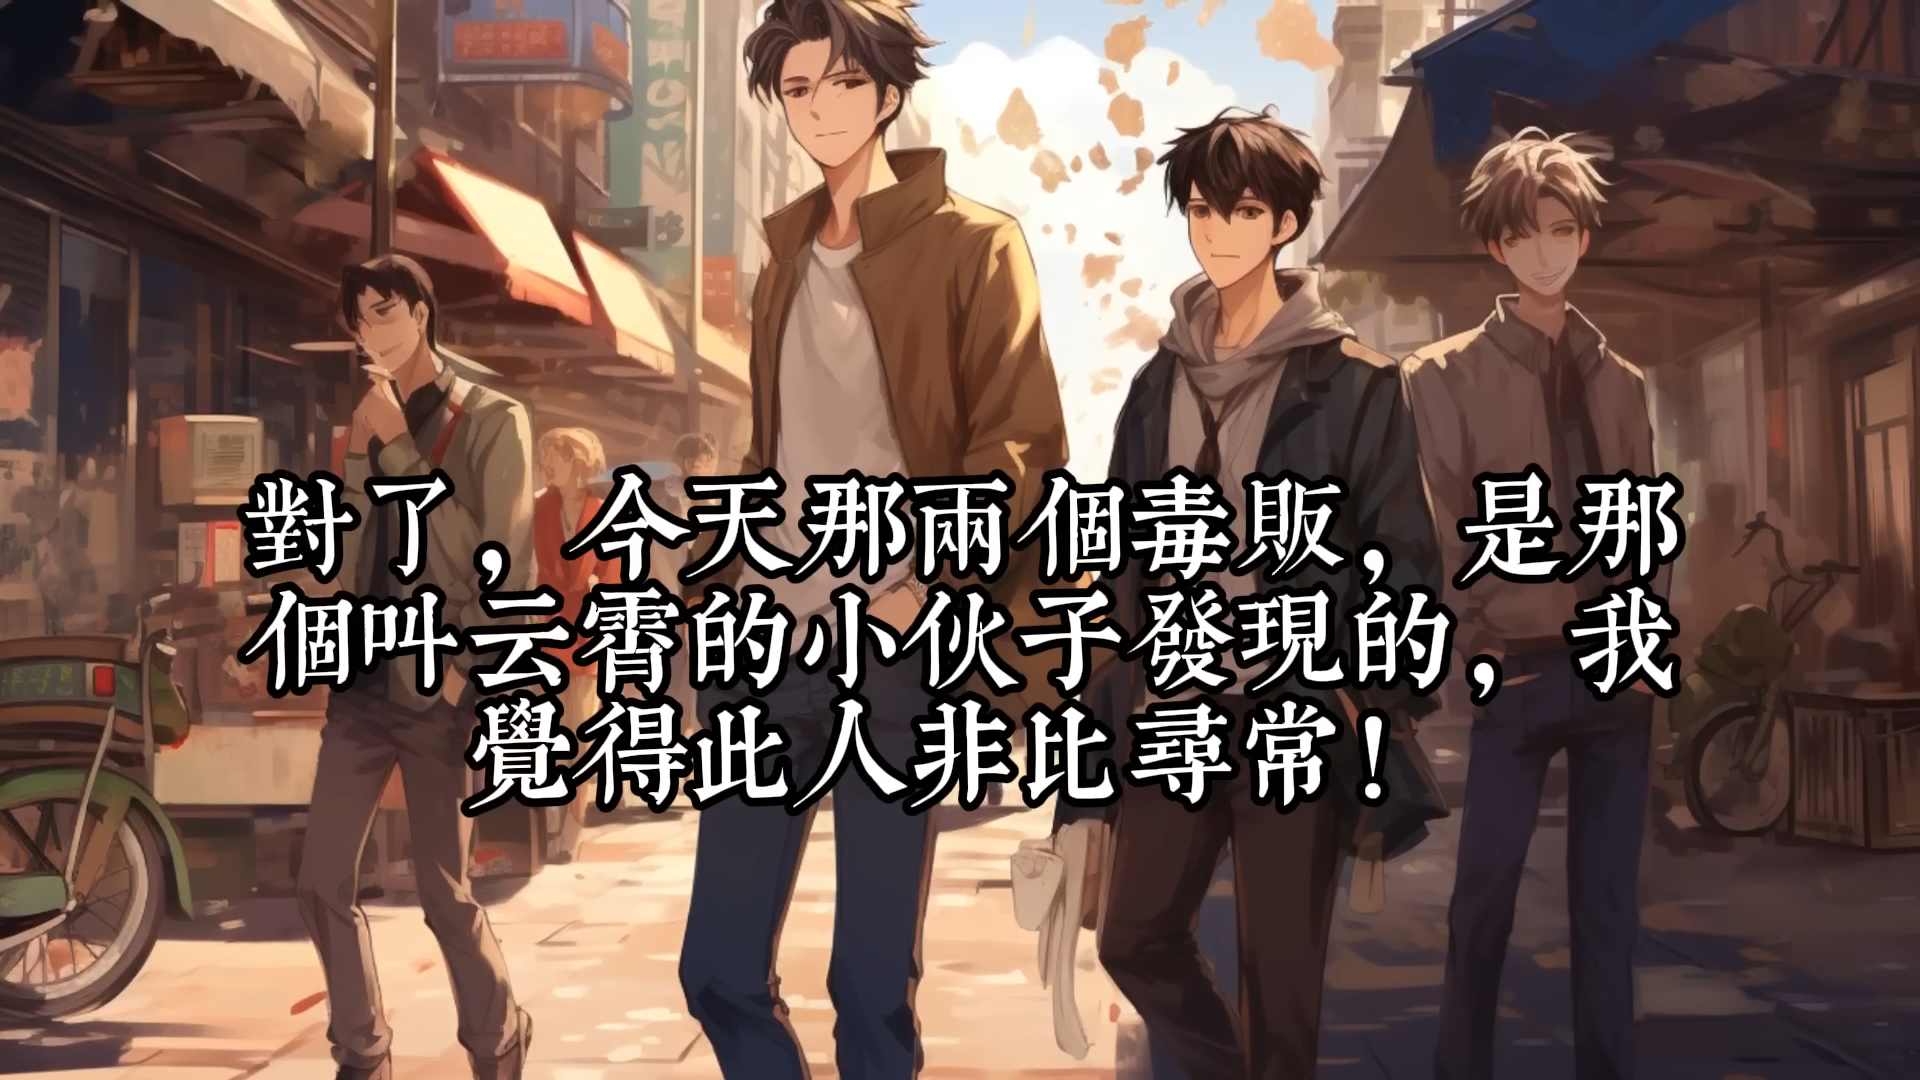 對了，今天那兩個毒販，是那
個叫云霄的小伙子發現的，我
覺得此人非比尋常！